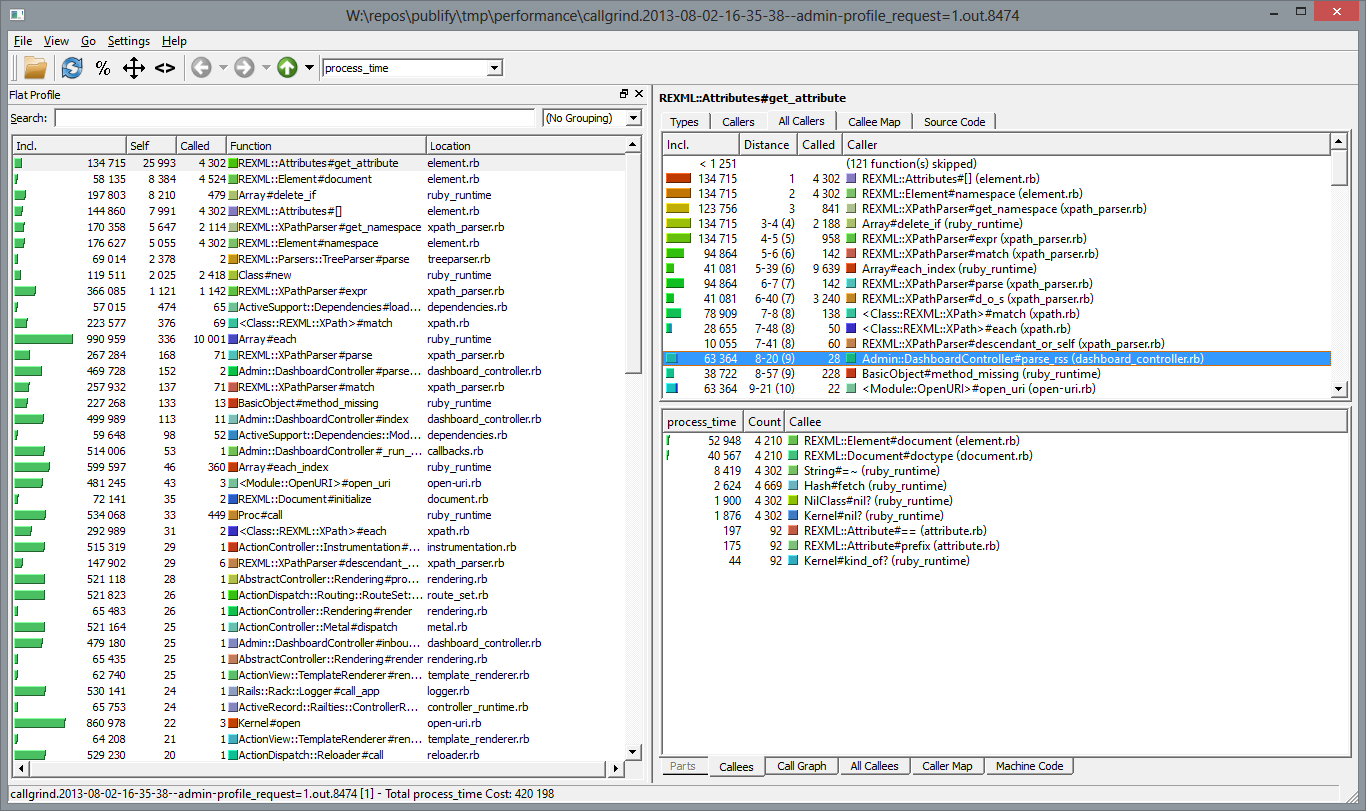 W:\repos\publify\tmp\performance\callgrind.2013-08-02-16-35-38--admin-profile_request=1.out.8474
File View Go Settings Help
% <> process_time
Flat Profile
Search: (No Grouping)
Incl. Self Called Function Location
134 715 25 993 4 302 REXML::Attributes#get_attribute element.rb
58 135 8 384 4 524 REXML::Element#document element.rb
197 803 8 210 479 Array#delete_if ruby_runtime
144 860 7 991 4 302 REXML::Attributes#[] element.rb
170 358 5 647 2 114 REXML::XPathParser#get_namespace xpath_parser.rb
176 627 5 055 4 302 REXML::Element#namespace element.rb
69 014 2 378 2 REXML::Parsers::TreeParser#parse treeparser.rb
119 511 2 025 2 418 Class#new ruby_runtime
366 085 1 121 1 142 REXML::XPathParser#expr xpath_parser.rb
57 015 474 65 ActiveSupport::Dependencies#load... dependencies.rb
223 577 376 69 <Class::REXML::XPath>#match xpath.rb
990 959 336 10 001 Array#each ruby_runtime
267 284 168 71 REXML::XPathParser#parse xpath_parser.rb
469 728 152 2 Admin::DashboardController#parse... dashboard_controller.rb
257 932 137 71 REXML::XPathParser#match xpath_parser.rb
227 268 133 13 BasicObject#method_missing ruby_runtime
499 989 113 11 Admin::DashboardController#index dashboard_controller.rb
59 648 98 52 ActiveSupport::Dependencies::Mod... dependencies.rb
514 006 53 1 Admin::DashboardController#_run_... callbacks.rb
599 597 46 360 Array#each_index ruby_runtime
481 245 43 3 <Module::OpenURI>#open_uri open-uri.rb
72 141 35 2 REXML::Document#initialize document.rb
534 068 33 449 Proc#call ruby_runtime
292 989 31 2 <Class::REXML::XPath>#each xpath.rb
515 319 29 1 ActionController::Instrumentation#... instrumentation.rb
147 902 29 6 REXML::XPathParser#descendant_... xpath_parser.rb
521 118 28 1 AbstractController::Rendering#pro... rendering.rb
521 823 26 1 ActionDispatch::Routing::RouteSet:... route_set.rb
65 483 26 1 ActionController::Rendering#render rendering.rb
521 164 25 1 ActionController::Metal#dispatch metal.rb
479 180 25 1 Admin::DashboardController#inbou... dashboard_controller.rb
65 435 25 1 AbstractController::Rendering#render rendering.rb
62 740 25 1 ActionView::TemplateRenderer#ren... template_renderer.rb
530 141 24 1 Rails::Rack::Logger#call_app logger.rb
65 753 24 1 ActiveRecord::Railties::ControllerR... controller_runtime.rb
860 978 22 3 Kernel#open open-uri.rb
64 208 21 1 ActionView::TemplateRenderer#ren... template_renderer.rb
529 230 20 1 ActionDispatch::Reloader#call reloader.rb
REXML::Attributes#get_attribute
Types Callers All Callers Callee Map Source Code
Incl. Distance Called Caller
< 1 251 (121 function(s) skipped)
134 715 1 4 302 REXML::Attributes#[] (element.rb)
134 715 2 4 302 REXML::Element#namespace (element.rb)
123 756 3 841 REXML::XPathParser#get_namespace (xpath_parser.rb)
134 715 3-4 (4) 2 188 Array#delete_if (ruby_runtime)
134 715 4-5 (5) 958 REXML::XPathParser#expr (xpath_parser.rb)
94 864 5-6 (6) 142 REXML::XPathParser#match (xpath_parser.rb)
41 081 5-39 (6) 9 639 Array#each_index (ruby_runtime)
94 864 6-7 (7) 142 REXML::XPathParser#parse (xpath_parser.rb)
41 081 6-40 (7) 3 240 REXML::XPathParser#d_o_s (xpath_parser.rb)
78 909 7-8 (8) 138 <Class::REXML::XPath>#match (xpath.rb)
28 655 7-48 (8) 50 <Class::REXML::XPath>#each (xpath.rb)
10 055 7-41 (8) 60 REXML::XPathParser#descendant_or_self (xpath_parser.rb)
63 364 8-20 (9) 28 Admin::DashboardController#parse_rss (dashboard_controller.rb)
38 722 8-57 (9) 228 BasicObject#method_missing (ruby_runtime)
63 364 9-21 (10) 22 <Module::OpenURI>#open_uri (open-uri.rb)
process_time Count Callee
52 948 4 210 REXML::Element#document (element.rb)
40 567 4 210 REXML::Document#doctype (document.rb)
8 419 4 302 String#=~ (ruby_runtime)
2 624 4 669 Hash#fetch (ruby_runtime)
1 900 4 302 NilClass#nil? (ruby_runtime)
1 876 4 302 Kernel#nil? (ruby_runtime)
197 92 REXML::Attribute#== (attribute.rb)
175 92 REXML::Attribute#prefix (attribute.rb)
44 92 Kernel#kind_of? (ruby_runtime)
Parts Callees Call Graph All Callees Caller Map Machine Code
callgrind.2013-08-02-16-35-38--admin-profile_request=1.out.8474 [1] - Total process_time Cost: 420 198